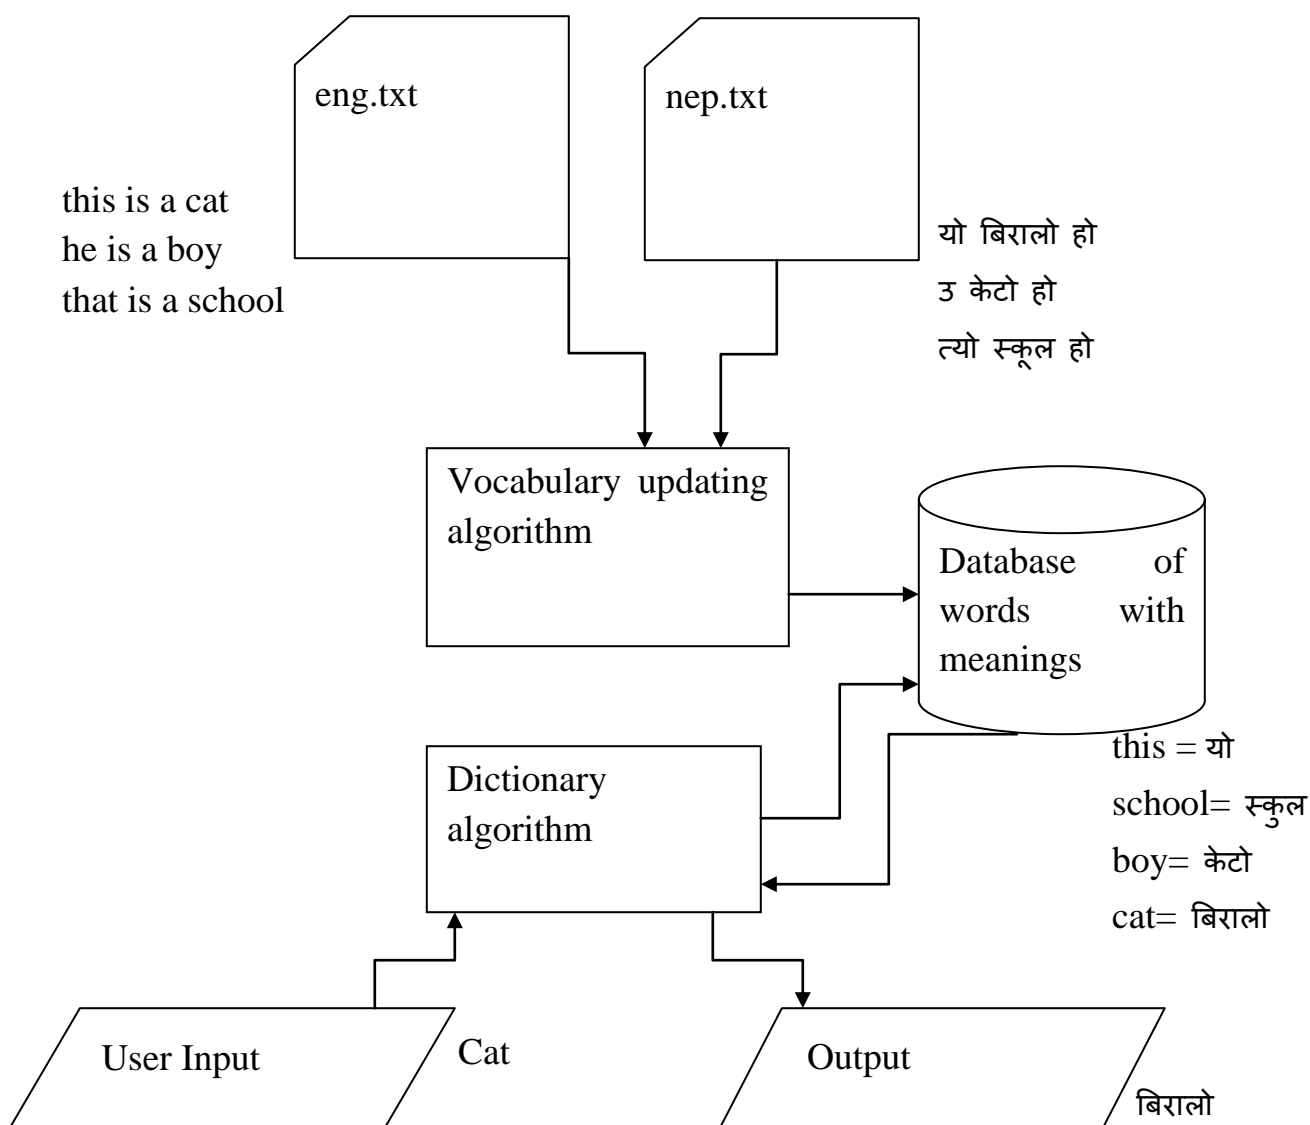 eng.txt
nep.txt
this is a cat
he is a boy
that is a school
यो बिरालो हो
उ केटो हो
त्यो स्कूल हो
Vocabulary updating
algorithm
Database of
words with
meanings
Dictionary
algorithm
this = यो
school= स्कुल
boy= केटो
cat= बिरालो
User Input
Cat
Output
बिरालो